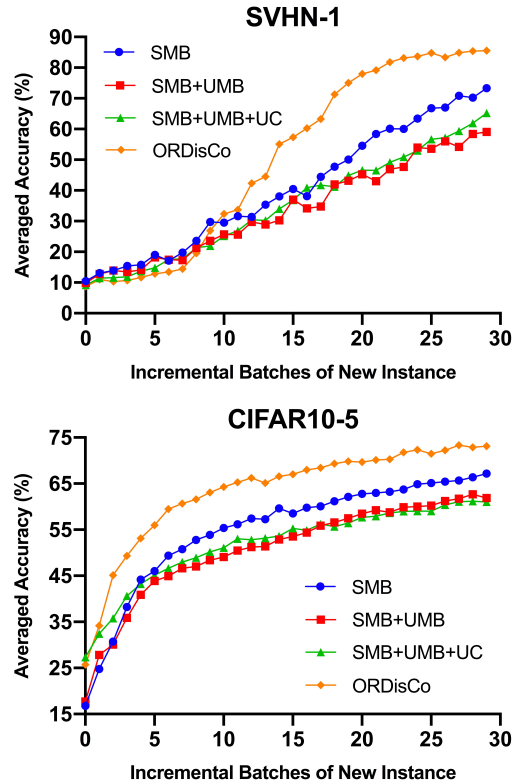 SVHN-1
Averaged Accuracy (%)
90
80
70
60
50
40
30
20
10
0
SMB
SMB+UMB
SMB+UMB+UC
ORDisCo
0 5 10 15 20 25 30
Incremental Batches of New Instance
CIFAR10-5
Averaged Accuracy (%)
75
65
55
45
35
25
15
SMB
SMB+UMB
SMB+UMB+UC
ORDisCo
0 5 10 15 20 25 30
Incremental Batches of New Instance